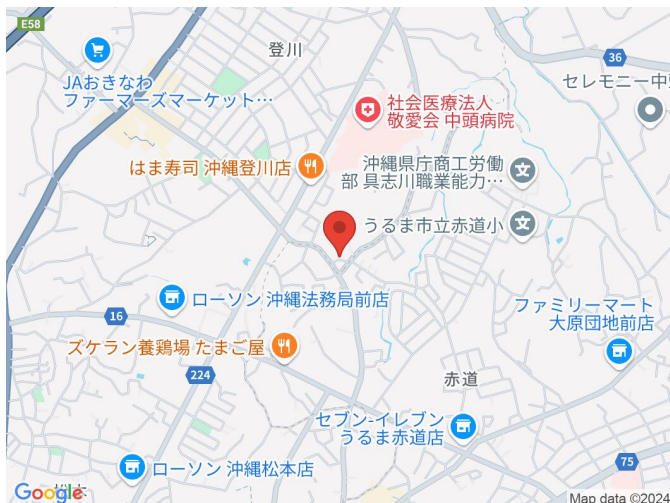 E58
登川
36
JAおきなわ
ファーマーズマーケット…
社会医療法人
敬愛会 中頭病院
セレモニー中
はま寿司 沖縄登川店
沖縄県庁商工労働
部 具志川職業能力…
うるま市立赤道小
ローソン 沖縄法務局前店
16
ファミリーマート
大原団地前店
ズケラン養鶏場 たまご屋
224
赤道
セブン-イレブン
うるま赤道店
75
ローソン 沖縄松本店
Google
Map data ©2024